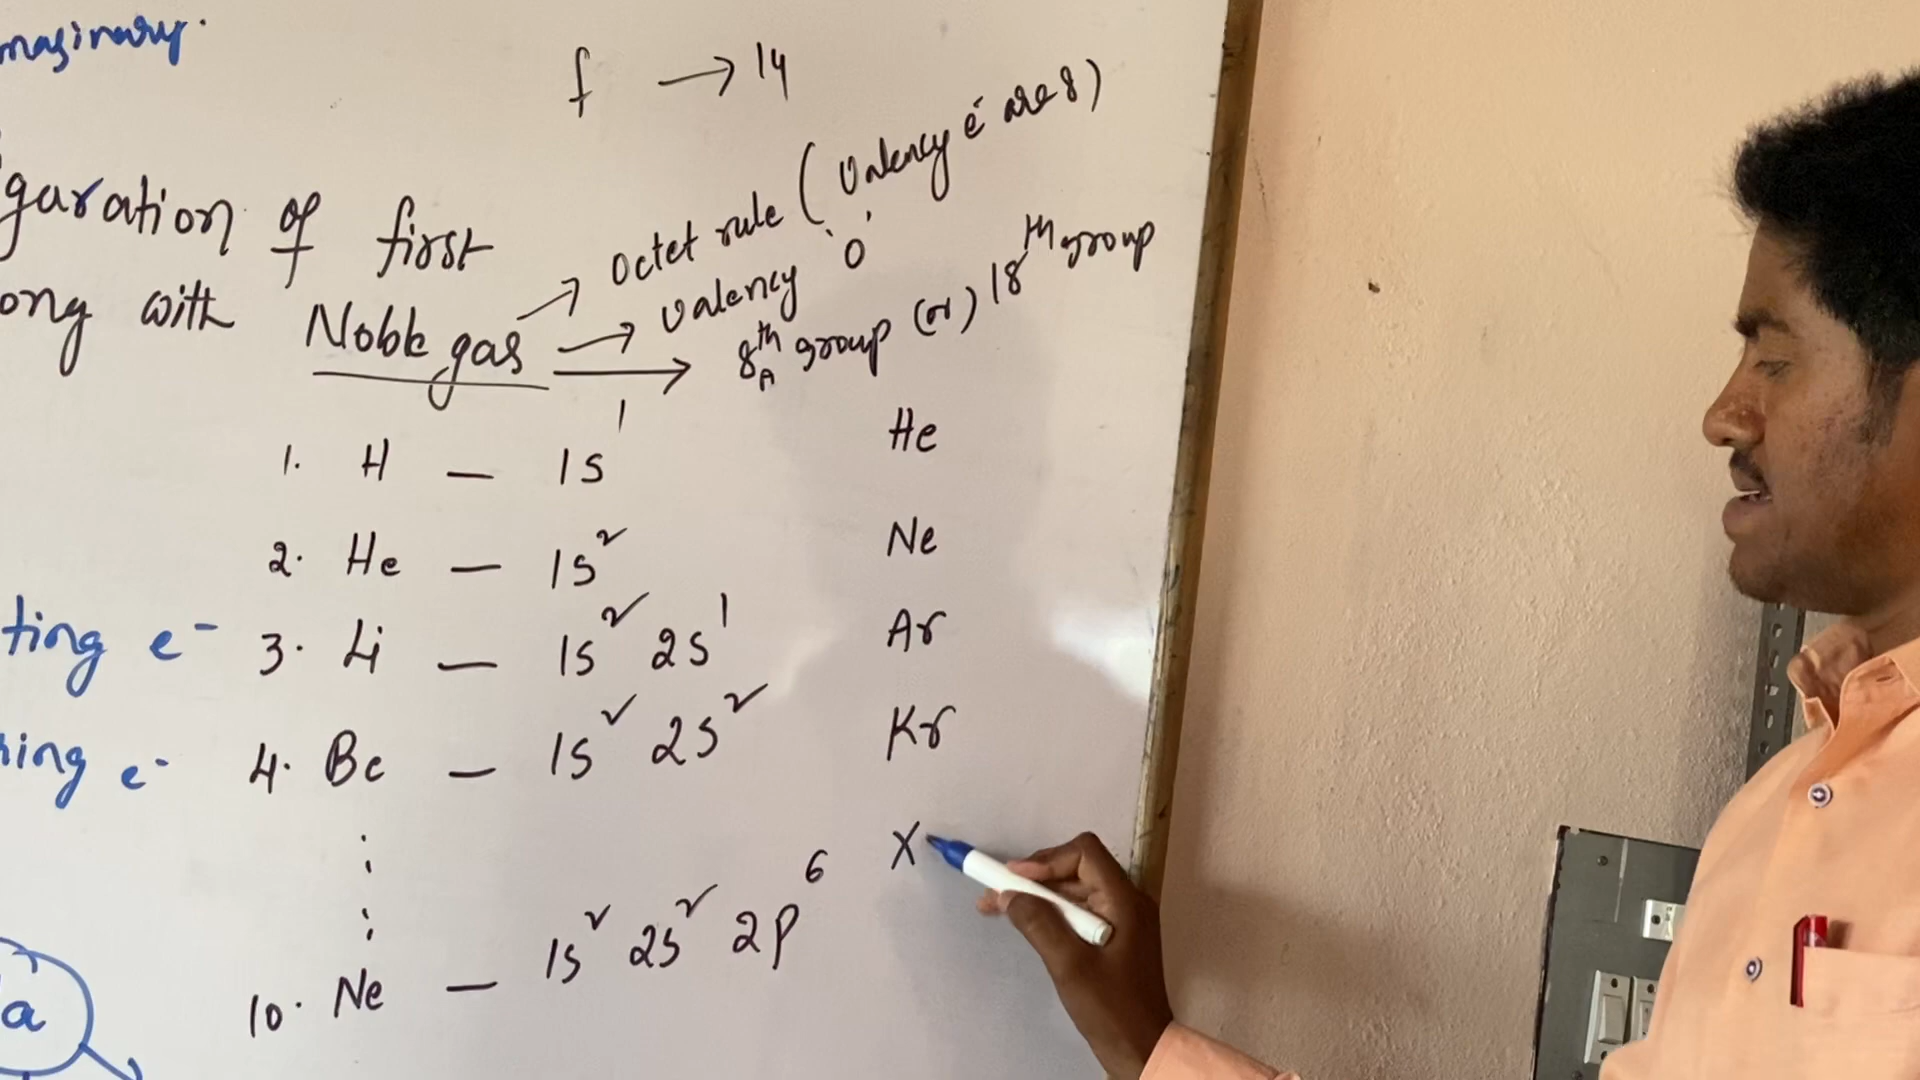 maginary.
f → 14
guration of first
ong with Noble gas
→ Octet rule (Valency e⁻ are 8)
→ Valency '0'
→ 8th A group (or) 18th group
1. H — 1s¹
2. He — 1s²
ting e⁻ 3. Li — 1s² 2s¹
ring e⁻ 4. Be — 1s² 2s²
:
:
10. Ne — 1s² 2s² 2p⁶
a
He
Ne
Ar
Kr
X